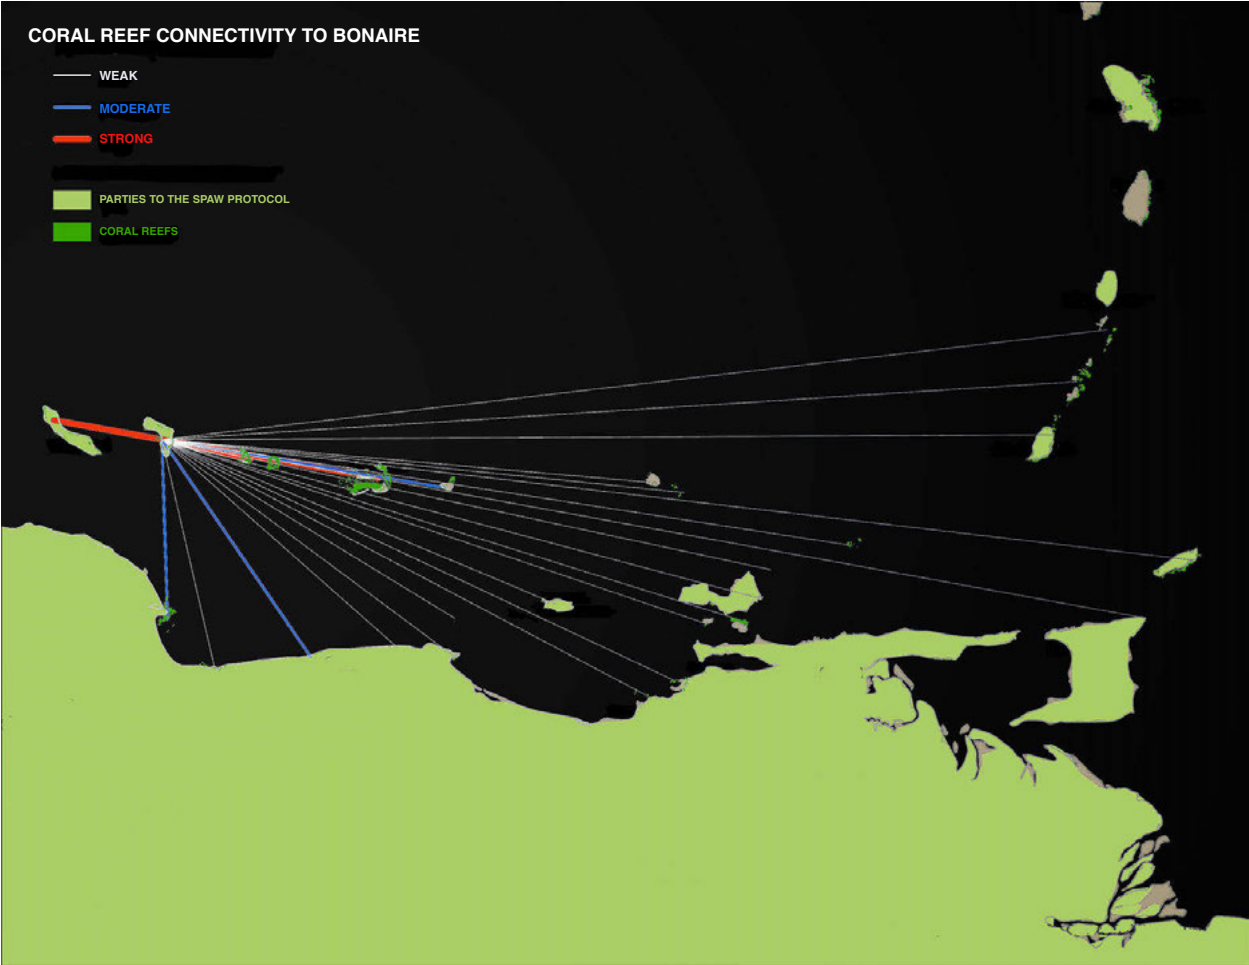 CORAL REEF CONNECTIVITY TO BONAIRE
WEAK
MODERATE
STRONG
PARTIES TO THE SPAW PROTOCOL
CORAL REEFS